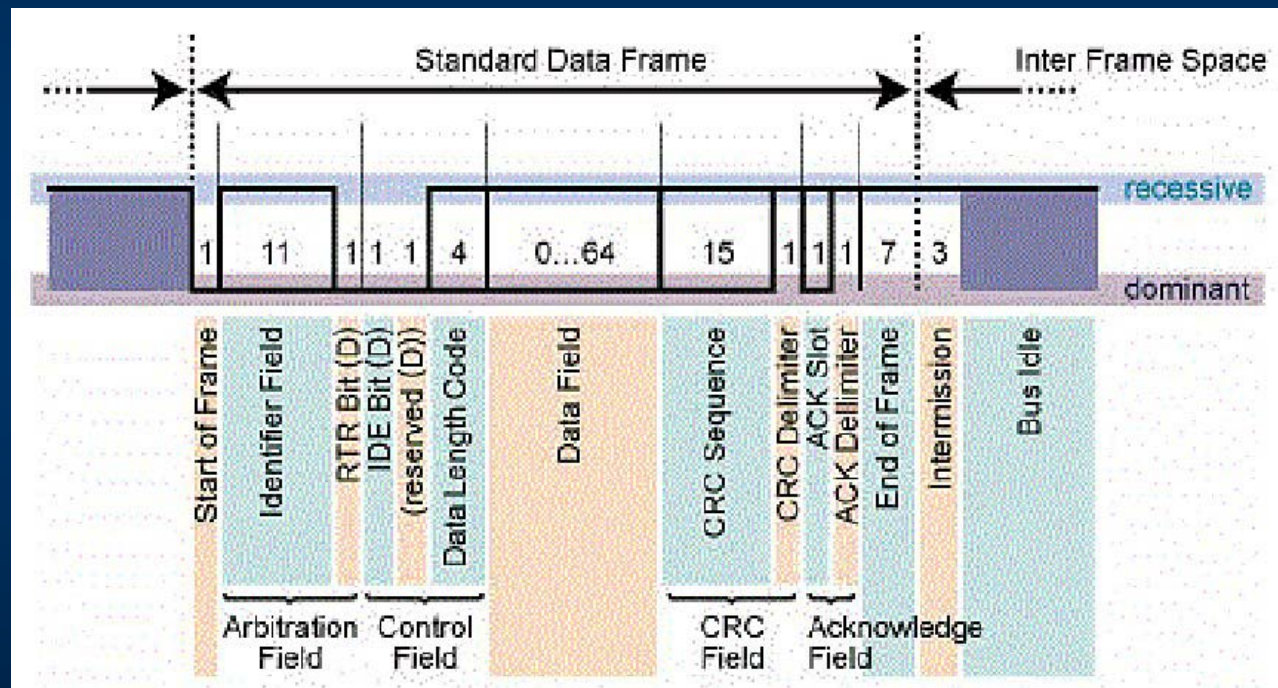 Standard Data Frame
Inter Frame Space
recessive
1 11 1 1 1 4 0...64 15 1 1 1 7 3
dominant
Start of Frame
Identifier Field
RTR Bit (D)
IDE Bit (D)
(reserved (D))
Data Length Code
Data Field
CRC Sequence
CRC Delimiter
ACK Slot
ACK Dellimiter
End of Frame
Intermission
Bus Idle
Arbitration
Field
Control
Field
CRC
Field
Acknowledge
Field